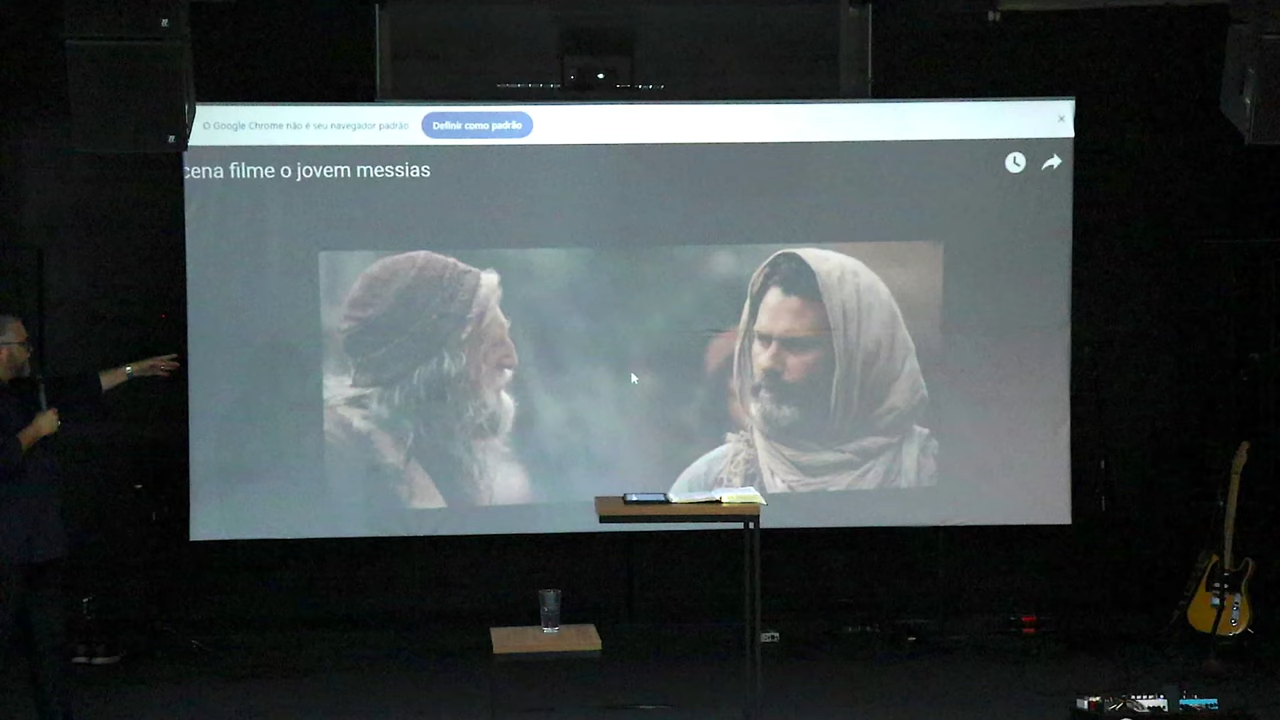 O Google Chrome não é seu navegador padrão
Definir como padrão
cena filme o jovem messias